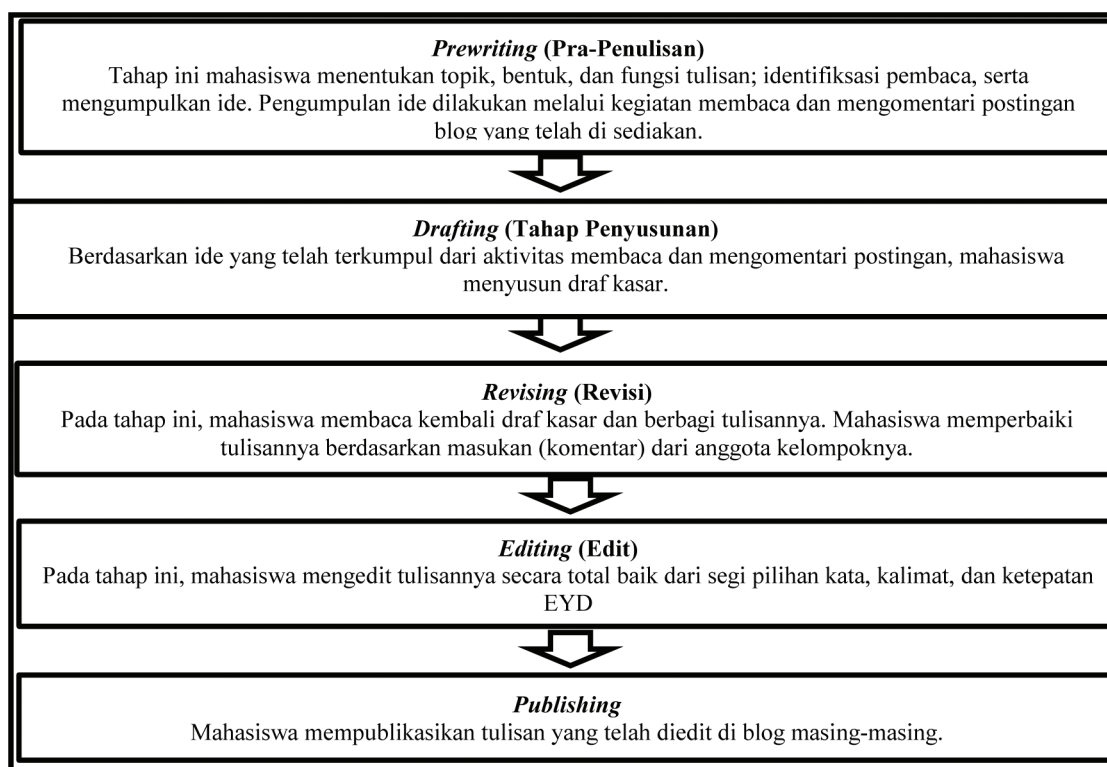 Prewriting (Pra-Penulisan)
Tahap ini mahasiswa menentukan topik, bentuk, dan fungsi tulisan; identifiksasi pembaca, serta
mengumpulkan ide. Pengumpulan ide dilakukan melalui kegiatan membaca dan mengomentari postingan
blog yang telah di sediakan.
Drafting (Tahap Penyusunan)
Berdasarkan ide yang telah terkumpul dari aktivitas membaca dan mengomentari postingan, mahasiswa
menyusun draf kasar.
Revising (Revisi)
Pada tahap ini, mahasiswa membaca kembali draf kasar dan berbagi tulisannya. Mahasiswa memperbaiki
tulisannya berdasarkan masukan (komentar) dari anggota kelompoknya.
Editing (Edit)
Pada tahap ini, mahasiswa mengedit tulisannya secara total baik dari segi pilihan kata, kalimat, dan ketepatan
EYD
Publishing
Mahasiswa mempublikasikan tulisan yang telah diedit di blog masing-masing.